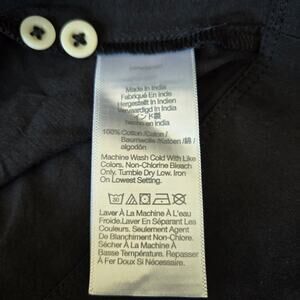 Made In India
Fabriqué En Inde
Hergestellt In Indien
Vervaardigd In India
インド製
hecho en India
100% Cotton /Coton /
Baumwolle /Katoen /綿 /
algodón
Machine Wash Cold With Like
Colors. Non-Chlorine Bleach
Only. Tumble Dry Low. Iron
On Lowest Setting.
30
Laver À La Machine À L'eau
Froide.Laver En Séparant Les
Couleurs. Seulement Agent
De Blanchiment Non-Chlore.
Sécher À La Machine À
Basse Température. Repasser
À Fer Doux Si Nécessaire.